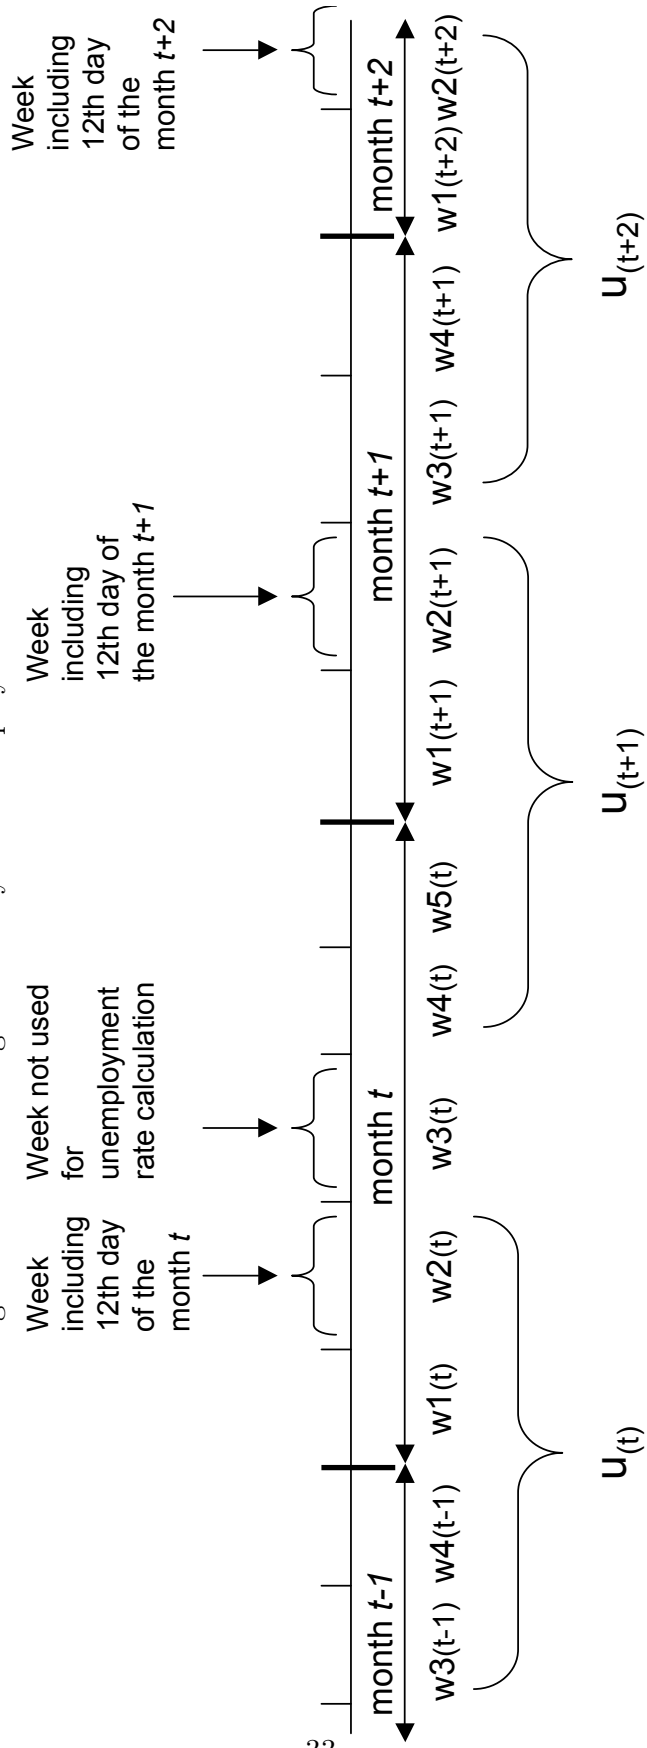 Week
including
12th day
of the
month t
Week not used
for
unemployment
rate calculation
Week
including
12th day of
the month t+1
Week
including
12th day
of the
month t+2
month t-1
month t
month t+1
month t+2
w3(t-1) w4(t-1) w1(t) w2(t) w3(t) w4(t) w5(t) w1(t+1) w2(t+1) w3(t+1) w4(t+1) w1(t+2) w2(t+2)
u(t)
u(t+1)
u(t+2)